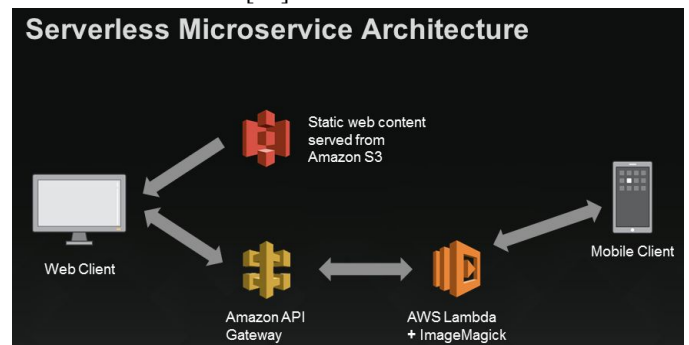 Serverless Microservice Architecture
Static web content
served from
Amazon S3
Web Client
Mobile Client
Amazon API
Gateway
AWS Lambda
+ ImageMagick